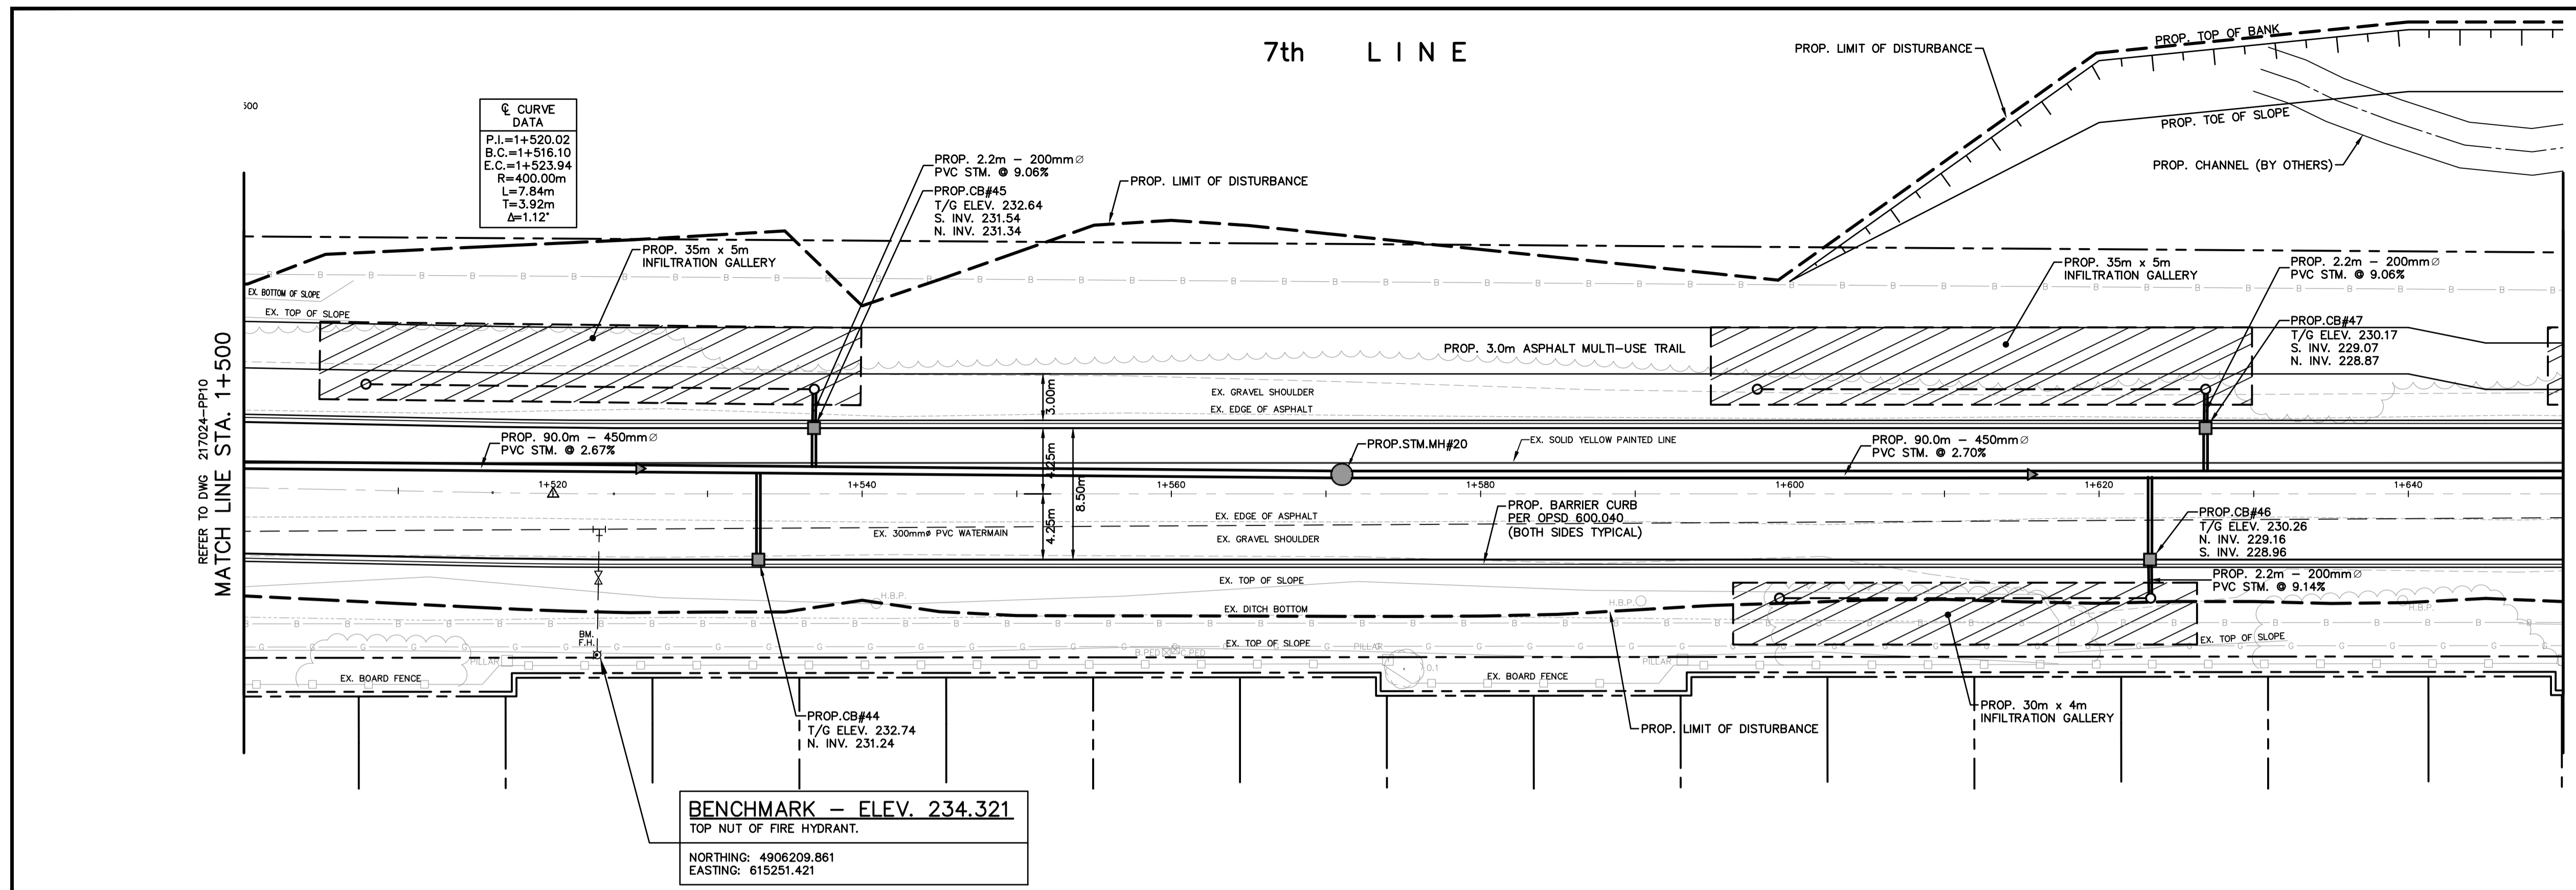 7th LINE
500
℄ CURVE
DATA
P.I.=1+520.02
B.C.=1+516.10
E.C.=1+523.94
R=400.00m
L=7.84m
T=3.92m
Δ=1.12°
PROP. 2.2m – 200mm∅
PVC STM. @ 9.06%
PROP.CB#45
T/G ELEV. 232.64
S. INV. 231.54
N. INV. 231.34
PROP. LIMIT OF DISTURBANCE
PROP. LIMIT OF DISTURBANCE
PROP. TOP OF BANK
PROP. TOE OF SLOPE
PROP. CHANNEL (BY OTHERS)
PROP. 35m x 5m
INFILTRATION GALLERY
PROP. 35m x 5m
INFILTRATION GALLERY
PROP. 2.2m – 200mm∅
PVC STM. @ 9.06%
PROP.CB#47
T/G ELEV. 230.17
S. INV. 229.07
N. INV. 228.87
B B B B B B B B B B B B B B B B B B B B B B B B B B B B B B B B B B B B B B B B B B B B B
EX. BOTTOM OF SLOPE
EX. TOP OF SLOPE
REFER TO DWG 217024-PP10
MATCH LINE STA. 1+500
PROP. 3.0m ASPHALT MULTI-USE TRAIL
3.00m
EX. GRAVEL SHOULDER
EX. EDGE OF ASPHALT
PROP. 90.0m – 450mm∅
PVC STM. @ 2.67%
4.25m
8.50m
PROP.STM.MH#20
EX. SOLID YELLOW PAINTED LINE
PROP. 90.0m – 450mm∅
PVC STM. @ 2.70%
1+520
1+540
1+560
1+580
1+600
1+620
1+640
4.25m
EX. 300mm∅ PVC WATERMAIN
EX. EDGE OF ASPHALT
EX. GRAVEL SHOULDER
PROP. BARRIER CURB
PER OPSD 600.040
(BOTH SIDES TYPICAL)
PROP.CB#46
T/G ELEV. 230.26
N. INV. 229.16
S. INV. 228.96
PROP. 2.2m – 200mm∅
PVC STM. @ 9.14%
EX. TOP OF SLOPE
H.B.P.
H.B.P.
H.B.P.
EX. DITCH BOTTOM
BM.
F.H.
EX. TOP OF SLOPE
EX. TOP OF SLOPE
PILLAR
PILLAR
PILLAR
0.1
EX. BOARD FENCE
EX. BOARD FENCE
PROP.CB#44
T/G ELEV. 232.74
N. INV. 231.24
PROP. LIMIT OF DISTURBANCE
PROP. 30m x 4m
INFILTRATION GALLERY
BENCHMARK – ELEV. 234.321
TOP NUT OF FIRE HYDRANT.
NORTHING: 4906209.861
EASTING: 615251.421